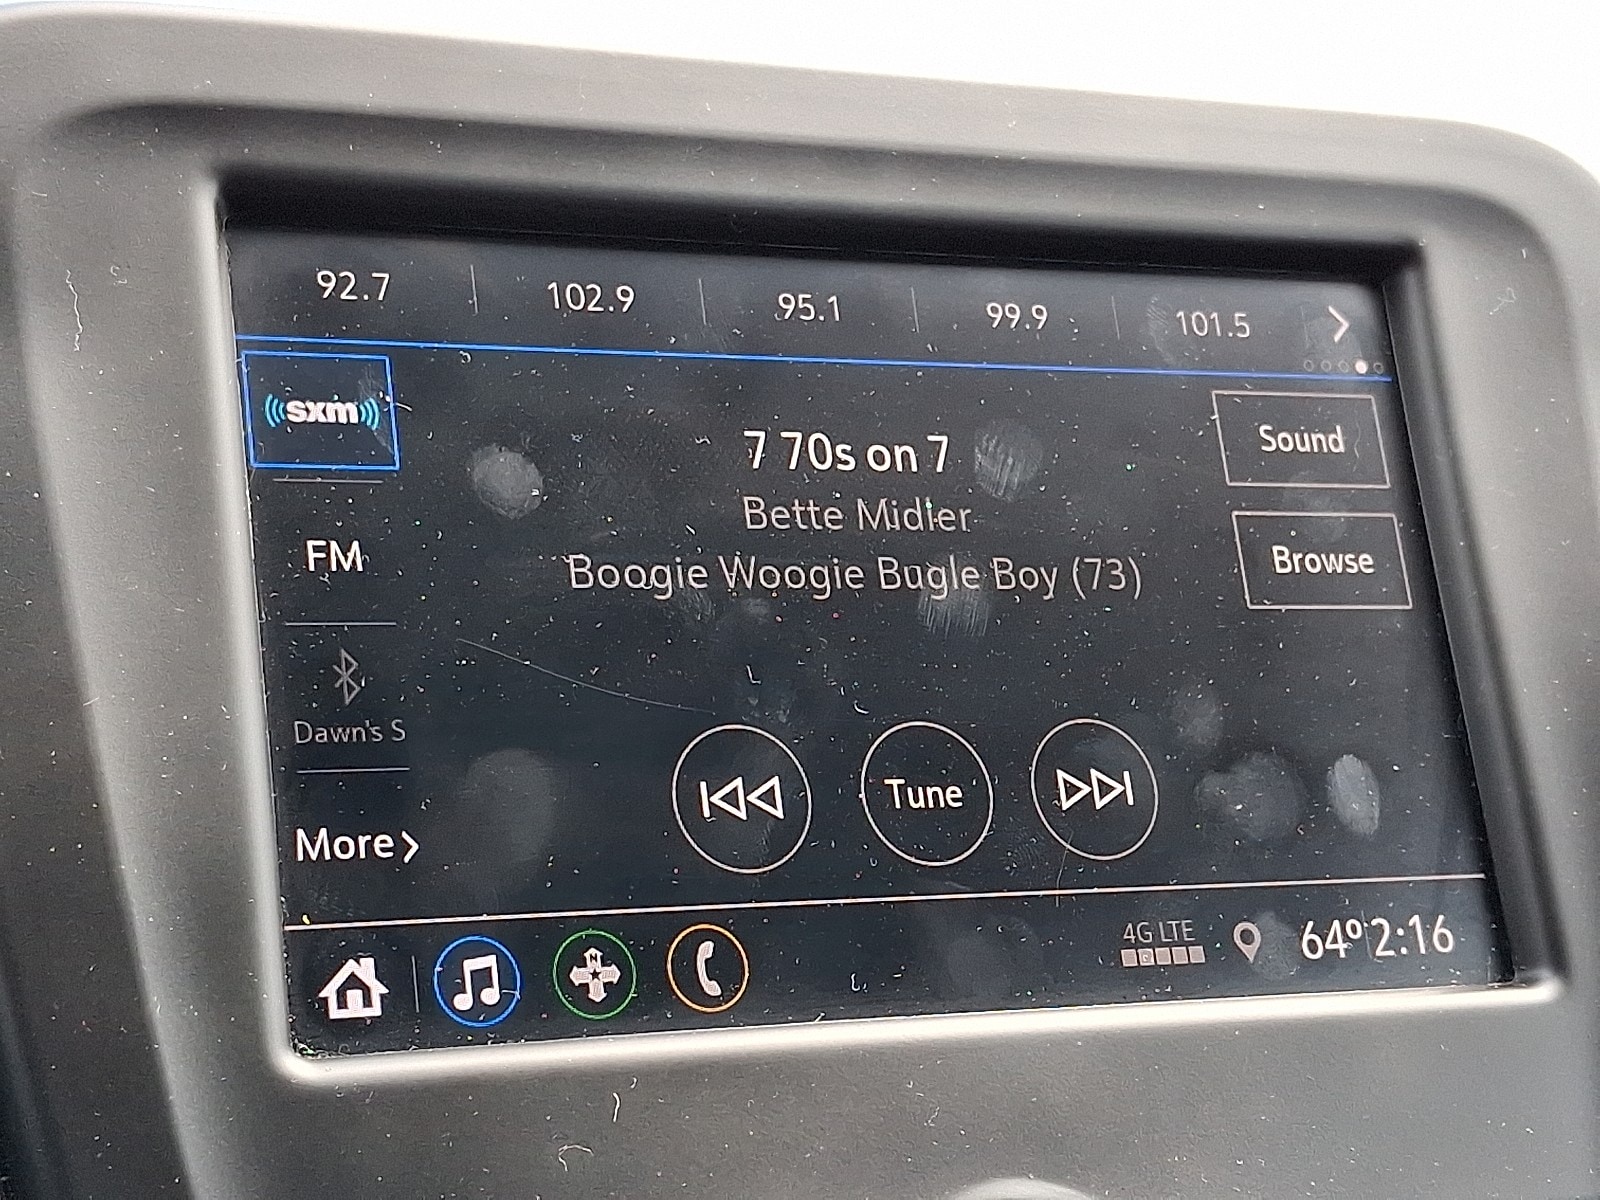 92.7 102.9 95.1 99.9 101.5
sxm
Sound
7 70s on 7
Bette Midler
Browse
Boogie Woogie Bugle Boy (73)
FM
Dawn's S
Tune
More
4G LTE
64° 2:16
N